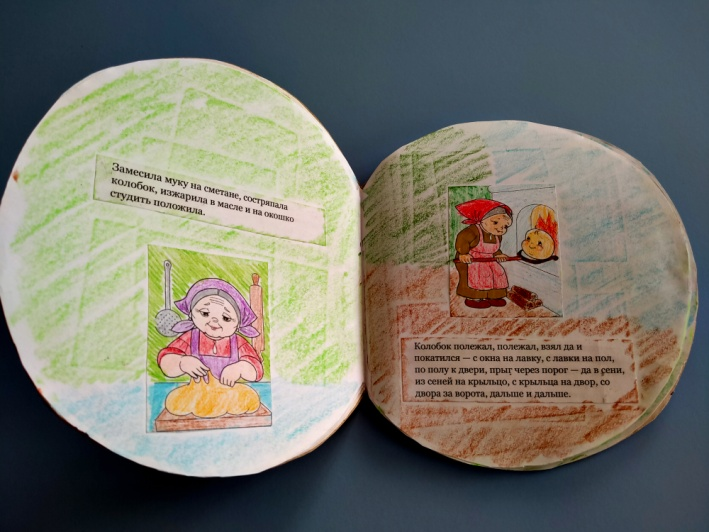 Замесила муку на сметане, состряпала
колобок, изжарила в масле и на окошко
студить положила.
Колобок полежал, полежал, взял да и
покатился — с окна на лавку, с лавки на пол,
по полу к двери, прыг через порог — да в сени,
из сеней на крыльцо, с крыльца на двор, со
двора за ворота, дальше и дальше.